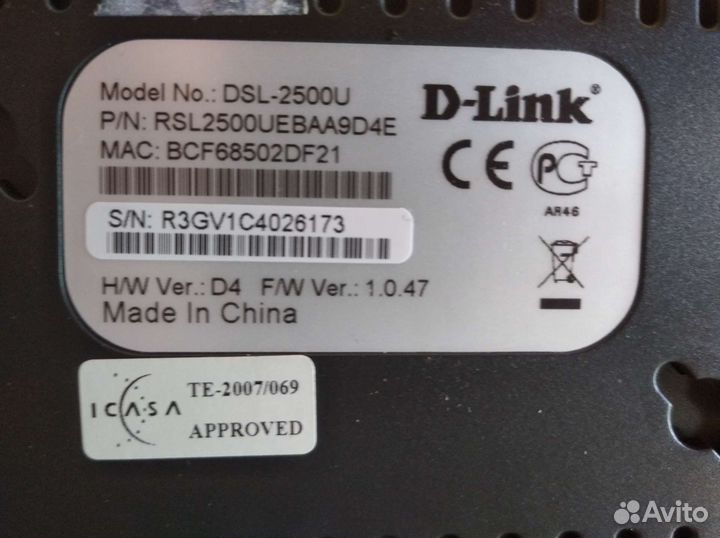 Model No.: DSL-2500U
P/N: RSL2500UEBAA9D4E
MAC: BCF68502DF21
S/N: R3GV1C4026173
H/W Ver.: D4 F/W Ver.: 1.0.47
Made In China
D-Link®
CE PCT
AR46
ICASA
TE-2007/069
APPROVED
Avito